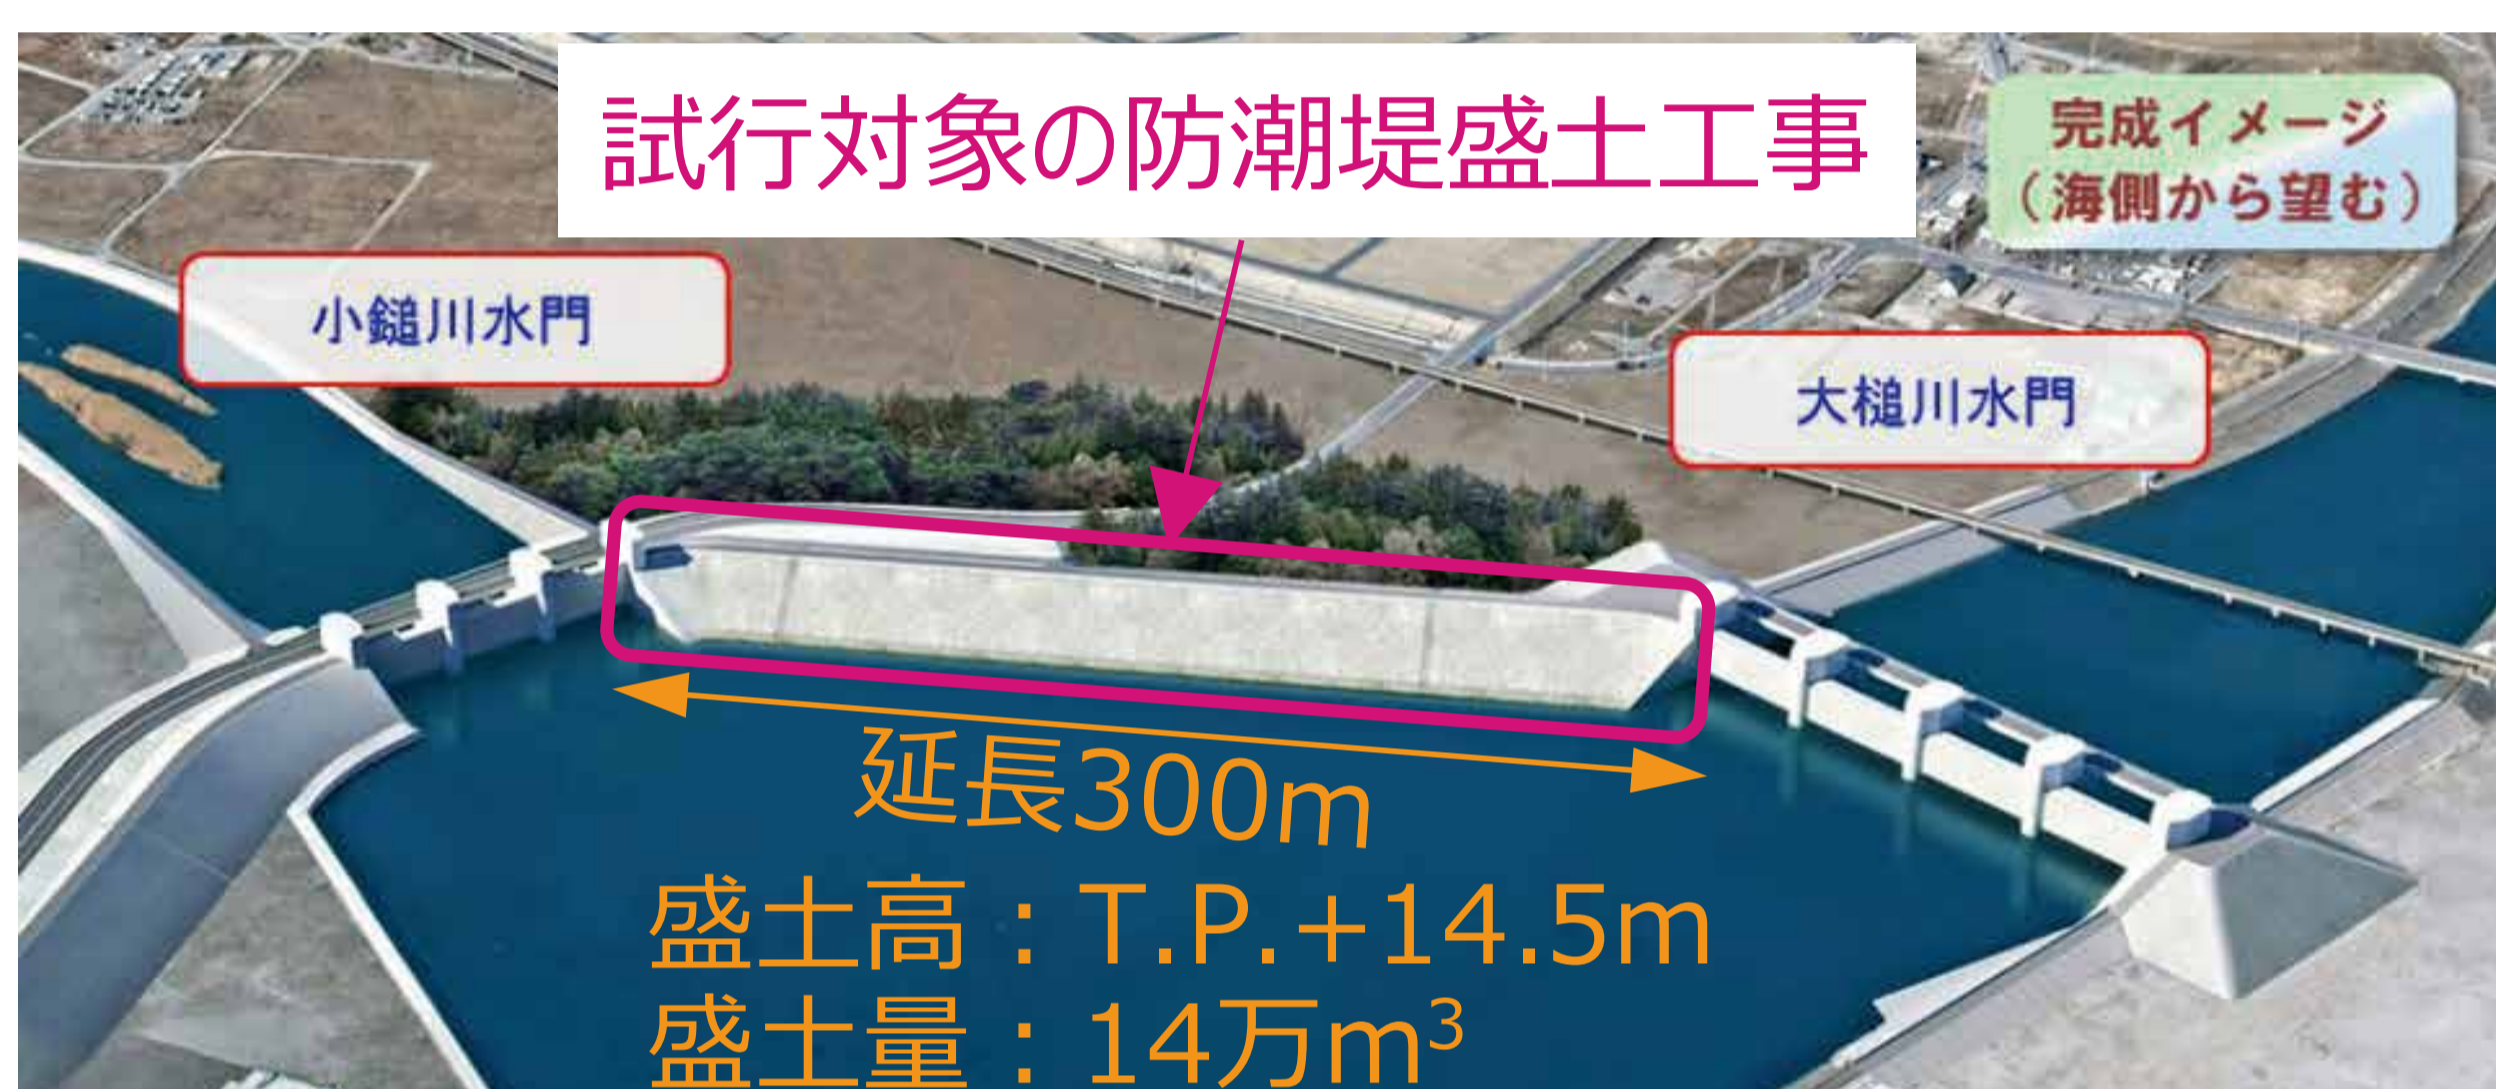 試行対象の防潮堤盛土工事
完成イメージ
（海側から望む）
小鎚川水門
大槌川水門
延長300m
盛土高：T.P.+14.5m
盛土量：14万m³